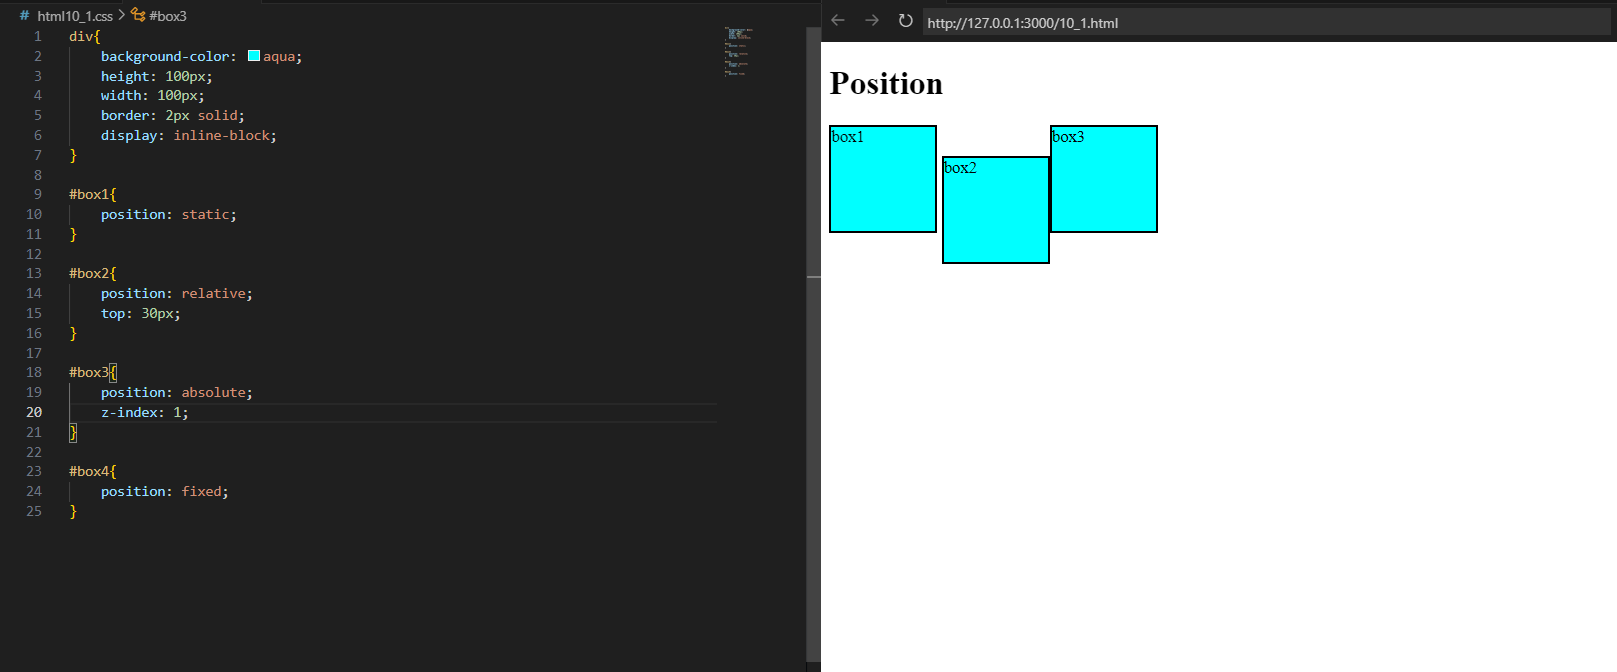 # html10_1.css > #box3
1 div{
2 background-color: aqua;
3 height: 100px;
4 width: 100px;
5 border: 2px solid;
6 display: inline-block;
7 }
8
9 #box1{
10 position: static;
11 }
12
13 #box2{
14 position: relative;
15 top: 30px;
16 }
17
18 #box3{
19 position: absolute;
20 z-index: 1;
21 }
22
23 #box4{
24 position: fixed;
25 }
http://127.0.0.1:3000/10_1.html
Position
box1
box2
box3